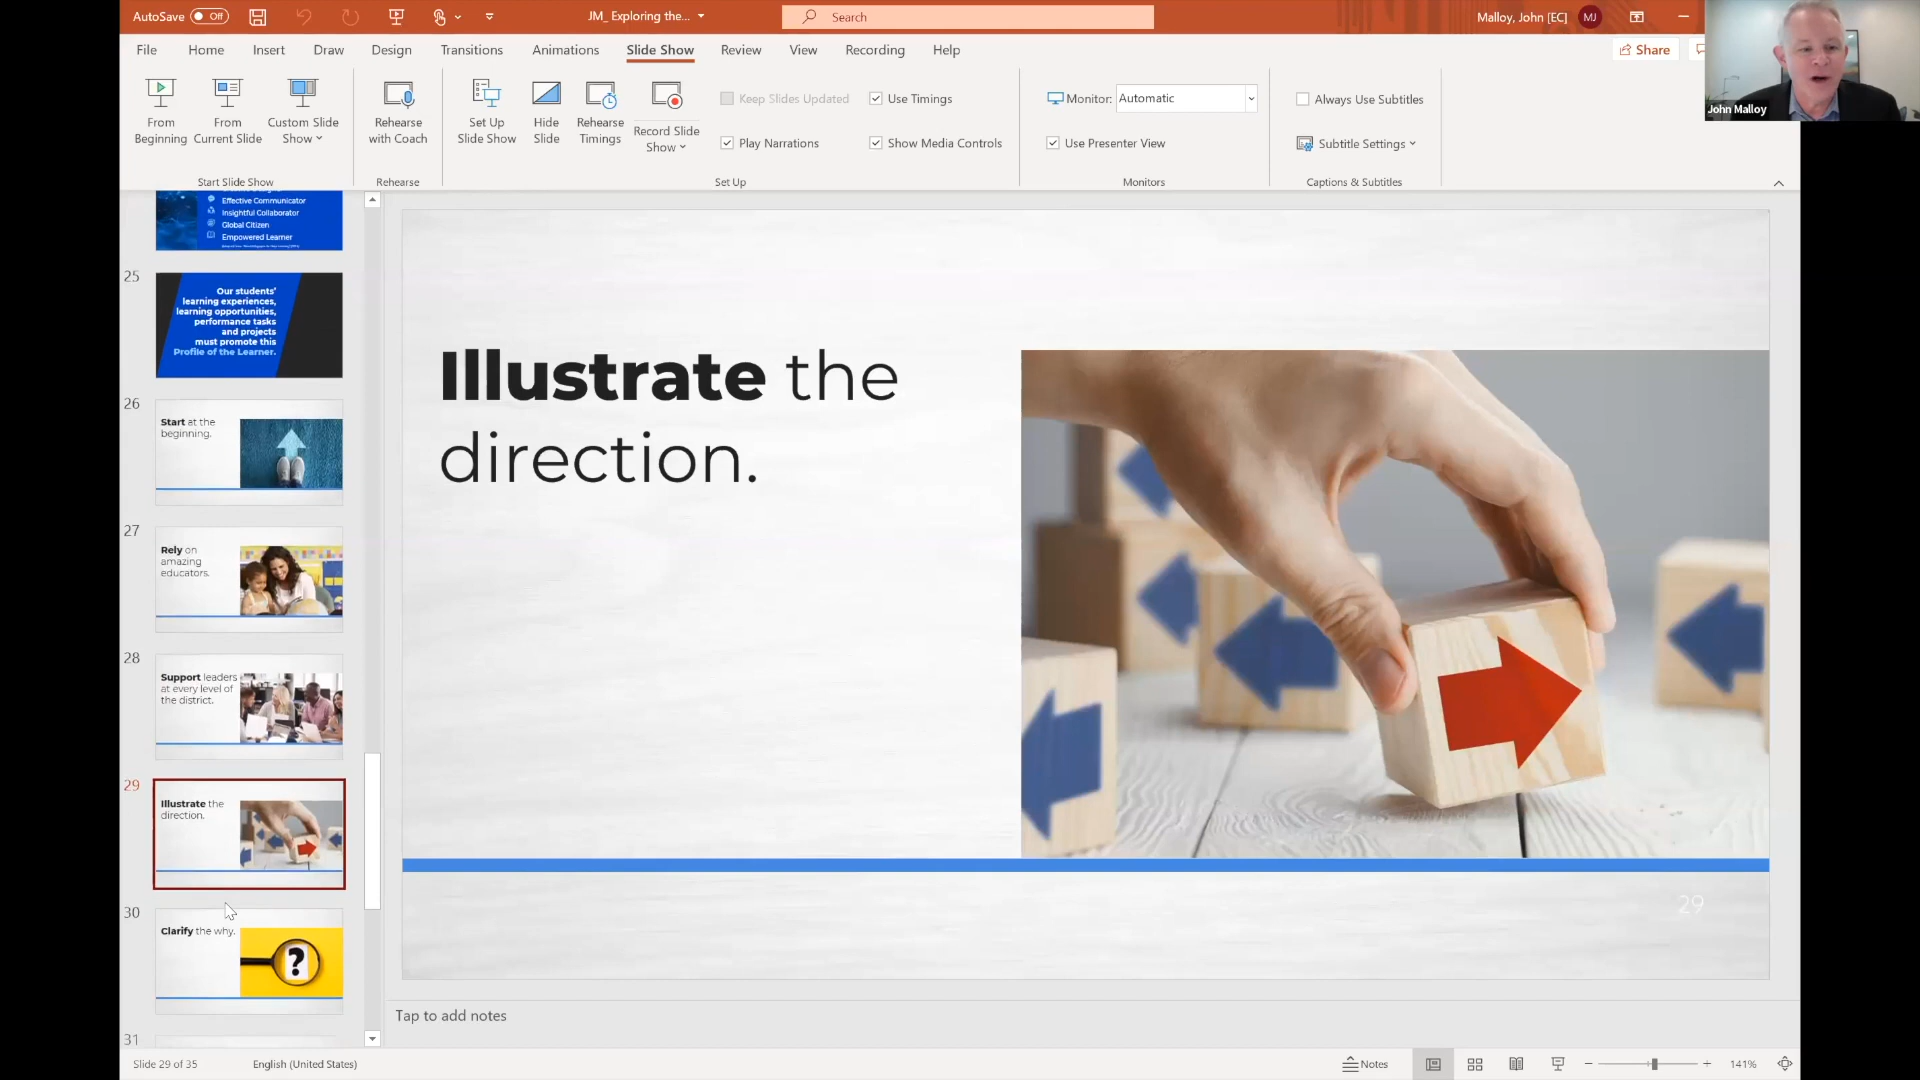 AutoSave Off
JM_ Exploring the...
Search
Malloy, John [EC] MJ
File Home Insert Draw Design Transitions Animations Slide Show Review View Recording Help
Share
From Beginning
From Current Slide
Custom Slide Show
Rehearse with Coach
Set Up Slide Show
Hide Slide
Rehearse Timings
Record Slide Show
Keep Slides Updated
Use Timings
Play Narrations
Show Media Controls
Monitor: Automatic
Use Presenter View
Always Use Subtitles
Subtitle Settings
Start Slide Show
Rehearse
Set Up
Monitors
Captions & Subtitles
John Malloy
Effective Communicator
Insightful Collaborator
Global Citizen
Empowered Learner
25
Our students'
learning experiences,
learning opportunities,
performance tasks
and projects
must promote this
Profile of the Learner.
26
Start at the
beginning.
27
Rely on
amazing
educators.
28
Support leaders
at every level of
the district.
29
Illustrate the
direction.
30
Clarify the why.
?
31
Illustrate the
direction.
29
Tap to add notes
Slide 29 of 35
English (United States)
Notes
141%